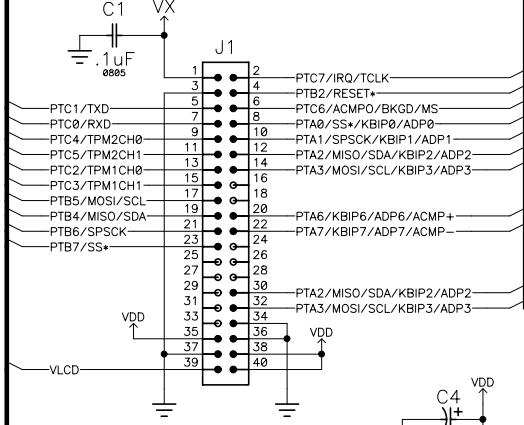 C1
VX
.1uF
0805
J1
1 2 PTC7/IRQ/TCLK
3 4 PTB2/RESET*
PTC1/TXD 5 6 PTC6/ACMPO/BKGD/MS
PTC0/RXD 7 8 PTA0/SS*/KBIP0/ADP0
PTC4/TPM2CH0 9 10 PTA1/SPSCK/KBIP1/ADP1
PTC5/TPM2CH1 11 12 PTA2/MISO/SDA/KBIP2/ADP2
PTC2/TPM1CH0 13 14 PTA3/MOSI/SCL/KBIP3/ADP3
PTC3/TPM1CH1 15 16
PTB5/MOSI/SCL 17 18
PTB4/MISO/SDA 19 20 PTA6/KBIP6/ADP6/ACMP+
PTB6/SPSCK 21 22 PTA7/KBIP7/ADP7/ACMP-
PTB7/SS* 23 24
25 26
27 28
29 30 PTA2/MISO/SDA/KBIP2/ADP2
31 32 PTA3/MOSI/SCL/KBIP3/ADP3
VDD 33 34
35 36 VDD
37 38
VLCD 39 40
VDD
C4
+